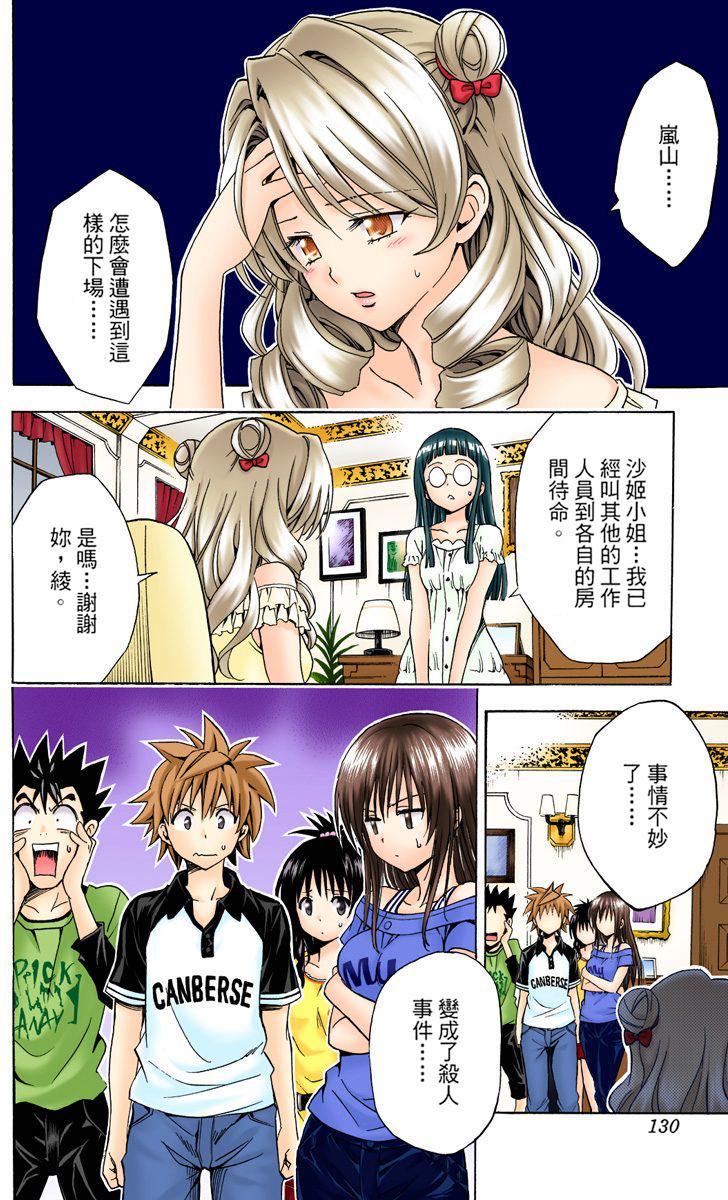 嵐山……
怎麼會遭遇到這
樣的下場……
沙姬小姐…我已
經叫其他的工作
人員到各自的房
間待命。
是嗎…謝謝
妳，綾。
事情不妙
了……
變成了殺人
事件……
CANBERSE
130